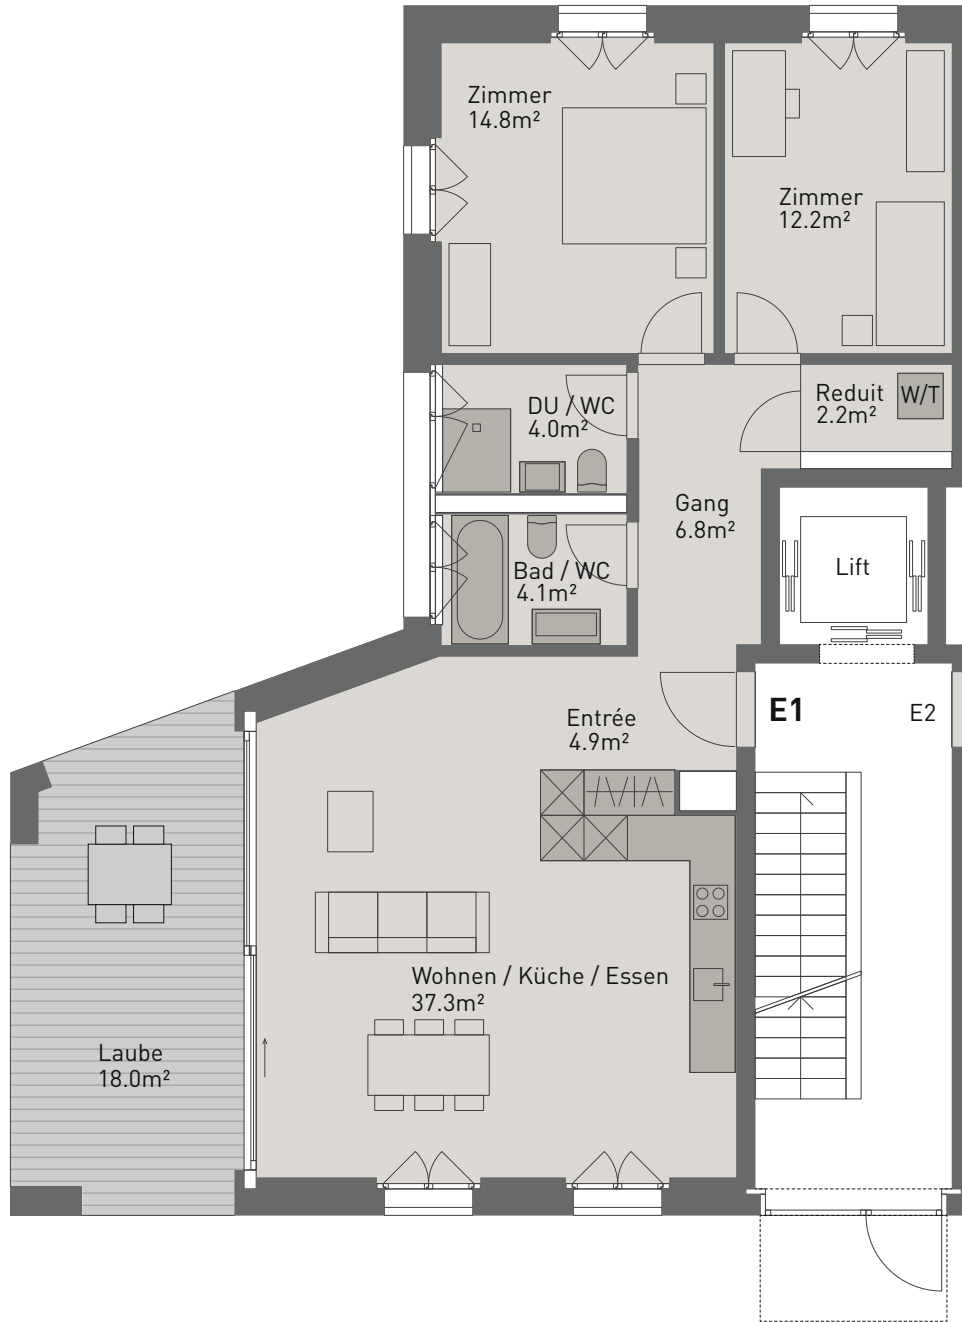 Zimmer
14.8m²
Zimmer
12.2m²
DU / WC
4.0m²
Reduit
2.2m²
W/T
Gang
6.8m²
Lift
Bad / WC
4.1m²
Entrée
4.9m²
E1
E2
Wohnen / Küche / Essen
37.3m²
Laube
18.0m²